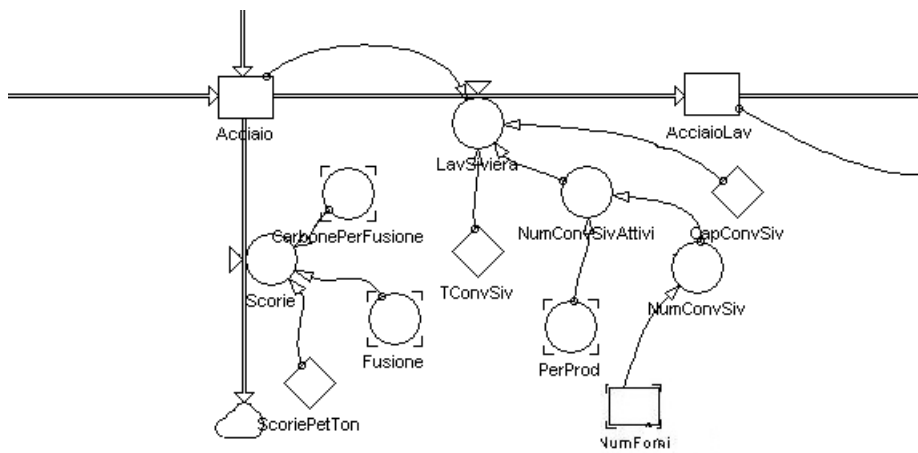 Acciaio
AcciaioLav
LavSiviera
CarbonePerFusione
NumConvSivAttivi
CapConvSiv
TConvSiv
Scorie
NumConvSiv
Fusione
PerProd
ScoriePetTon
NumForni